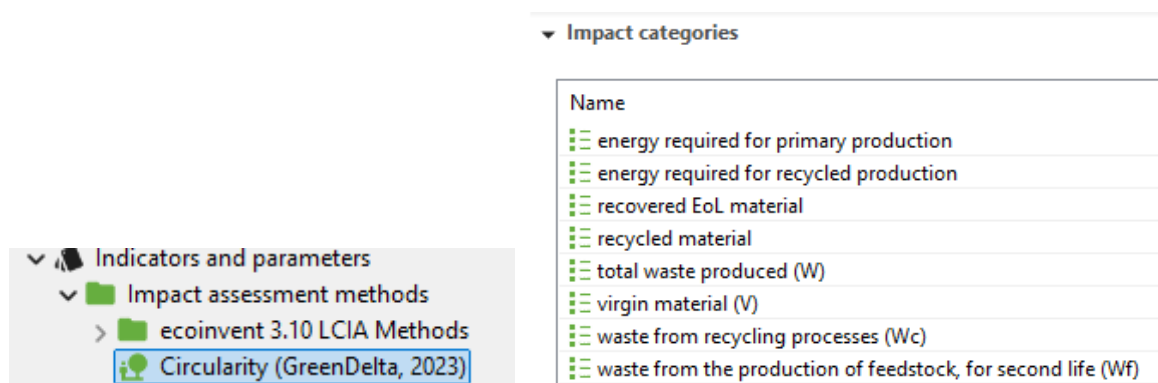 Impact categories
Name
energy required for primary production
energy required for recycled production
recovered EoL material
recycled material
total waste produced (W)
virgin material (V)
waste from recycling processes (Wc)
waste from the production of feedstock, for second life (Wf)
Indicators and parameters
Impact assessment methods
ecoinvent 3.10 LCIA Methods
Circularity (GreenDelta, 2023)